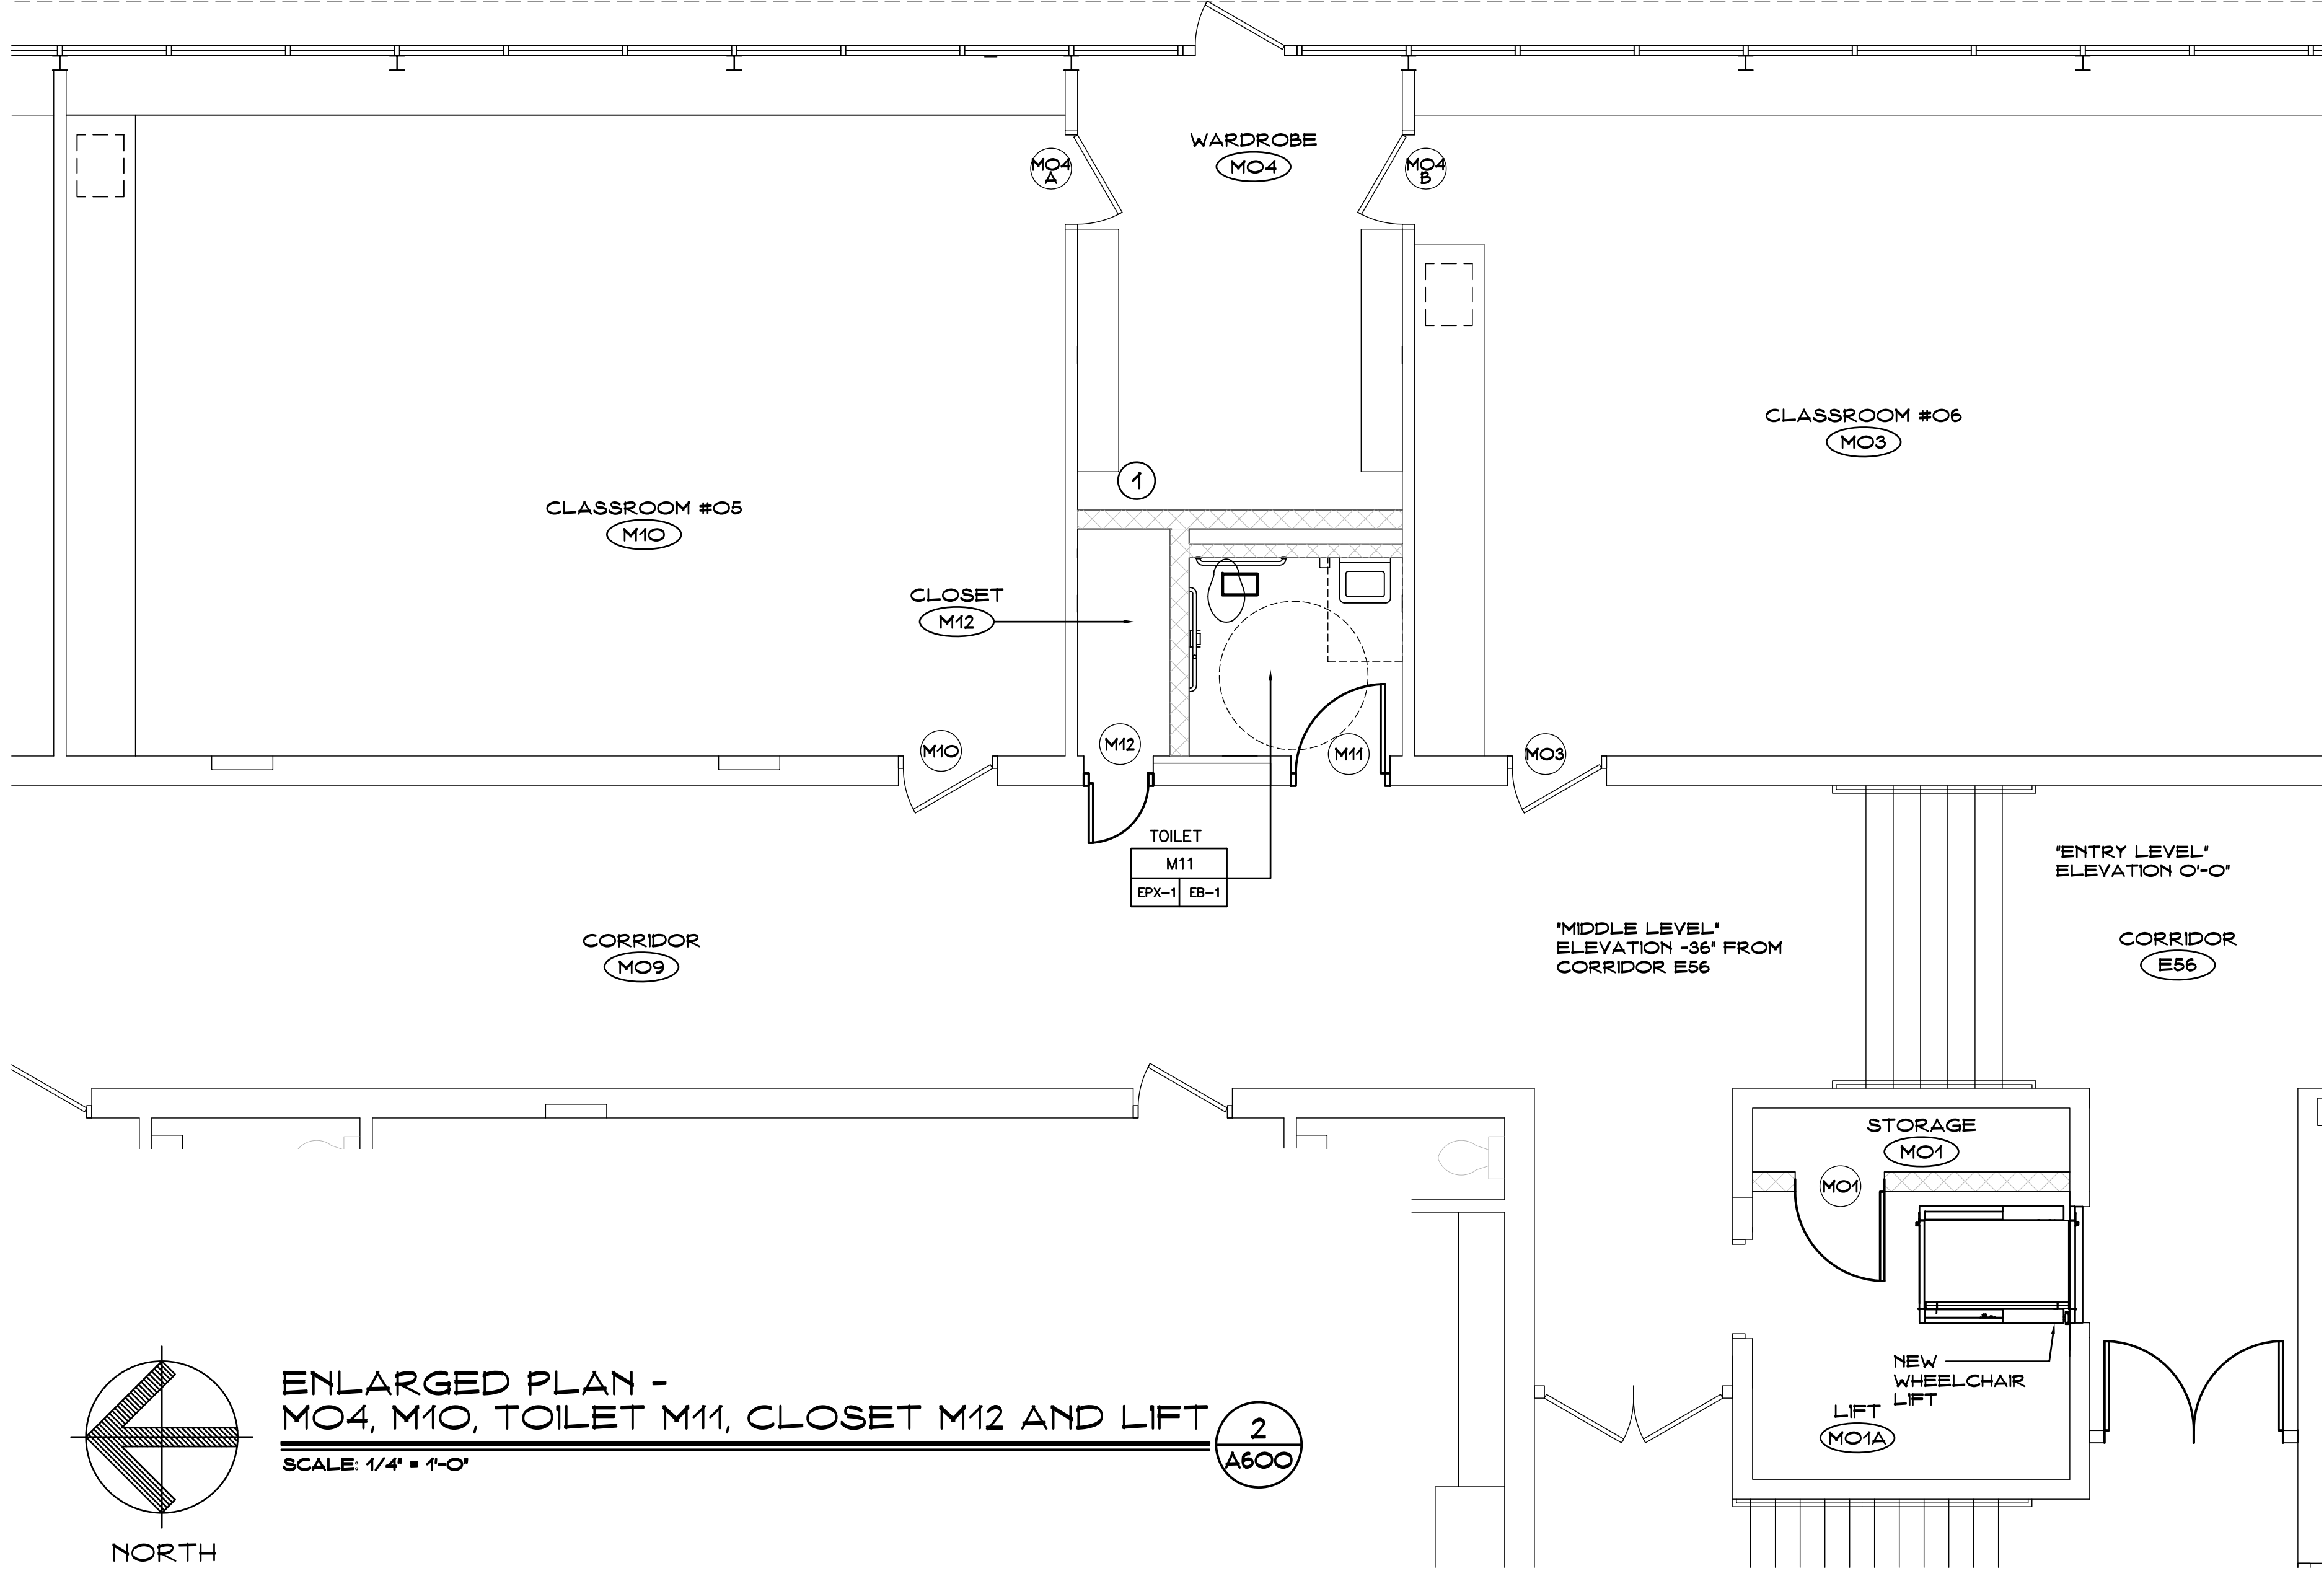 WARDROBE
M04
M04
A
M04
B
CLASSROOM #06
M03
1
CLASSROOM #05
M10
CLOSET
M12
M10
M12
M11
M03
TOILET
M11
EPX-1 EB-1
"ENTRY LEVEL"
ELEVATION 0'-0"
"MIDDLE LEVEL"
ELEVATION -36" FROM
CORRIDOR E56
CORRIDOR
M09
CORRIDOR
E56
STORAGE
M01
M01
NEW
WHEELCHAIR
LIFT
LIFT
M01A
ENLARGED PLAN -
M04, M10, TOILET M11, CLOSET M12 AND LIFT
2
A600
SCALE: 1/4" = 1'-0"
NORTH